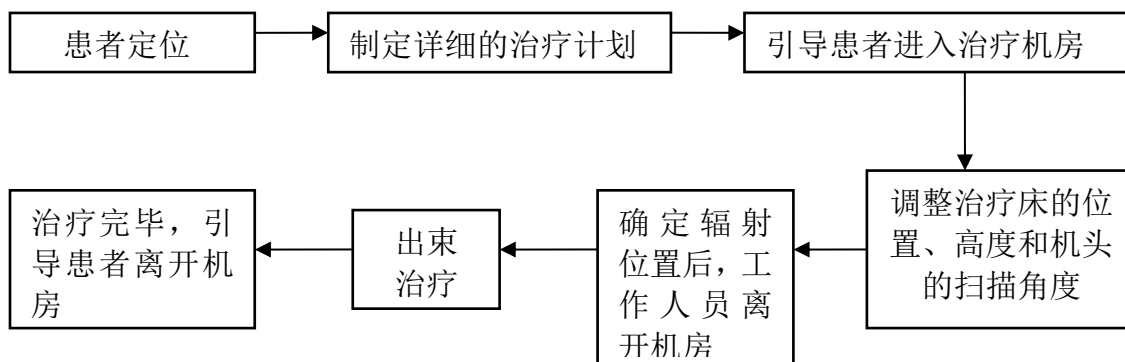 患者定位
制定详细的治疗计划
引导患者进入治疗机房
调整治疗床的位
置、高度和机头
的扫描角度
确定辐射
位置后，工
作人员离
开机房
出束
治疗
治疗完毕，引
导患者离开机
房